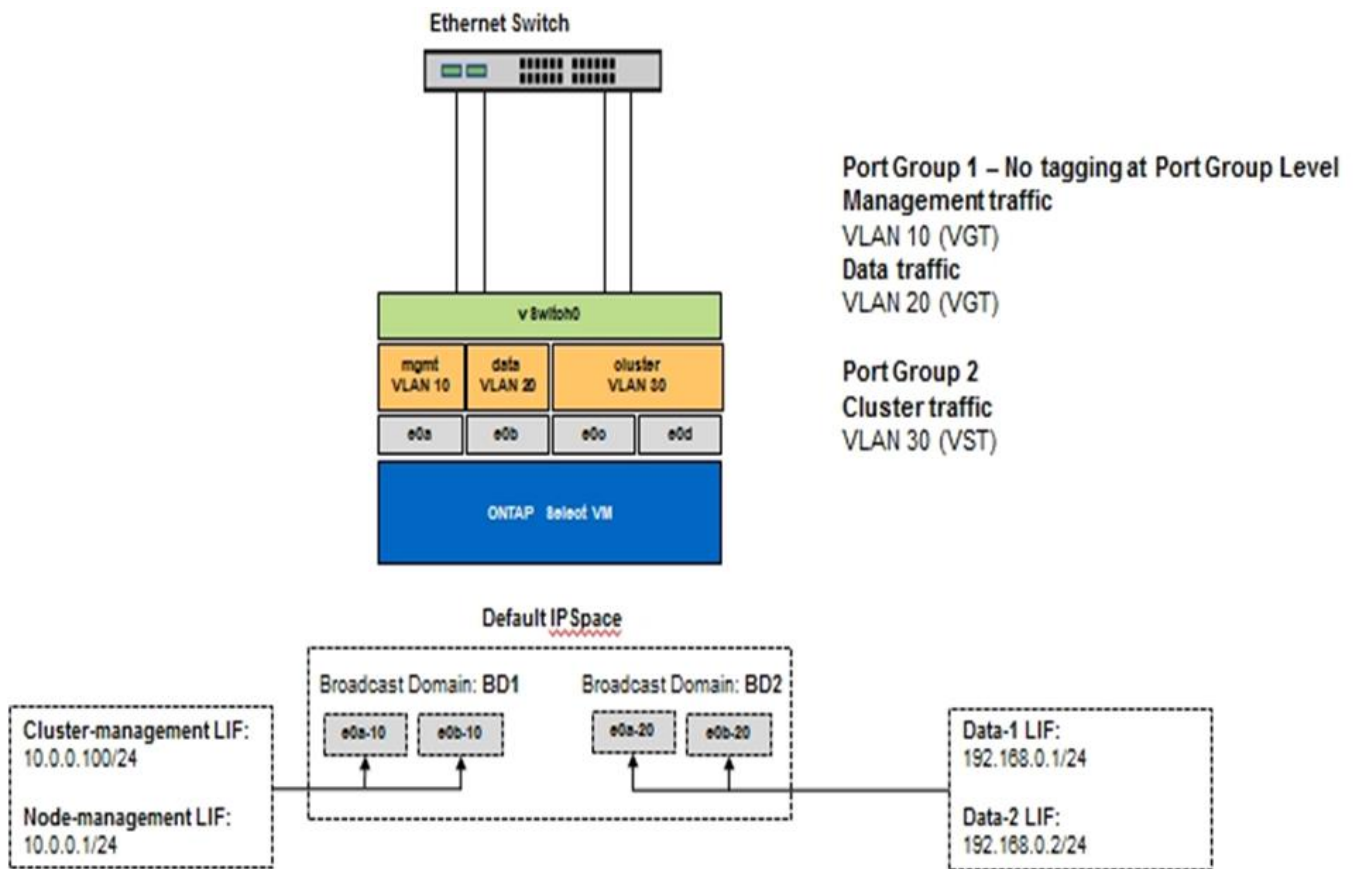 Ethernet Switch
Port Group 1 – No tagging at Port Group Level
Management traffic
VLAN 10 (VGT)
Data traffic
VLAN 20 (VGT)
Port Group 2
Cluster traffic
VLAN 30 (VST)
vSwitch0
mgmt
VLAN 10
data
VLAN 20
cluster
VLAN 30
e0a
e0b
e0c
e0d
ONTAP Select VM
Default IPSpace
Broadcast Domain: BD1
Broadcast Domain: BD2
e0a-10
e0b-10
e0a-20
e0b-20
Cluster-management LIF:
10.0.0.100/24
Node-management LIF:
10.0.0.1/24
Data-1 LIF:
192.168.0.1/24
Data-2 LIF:
192.168.0.2/24